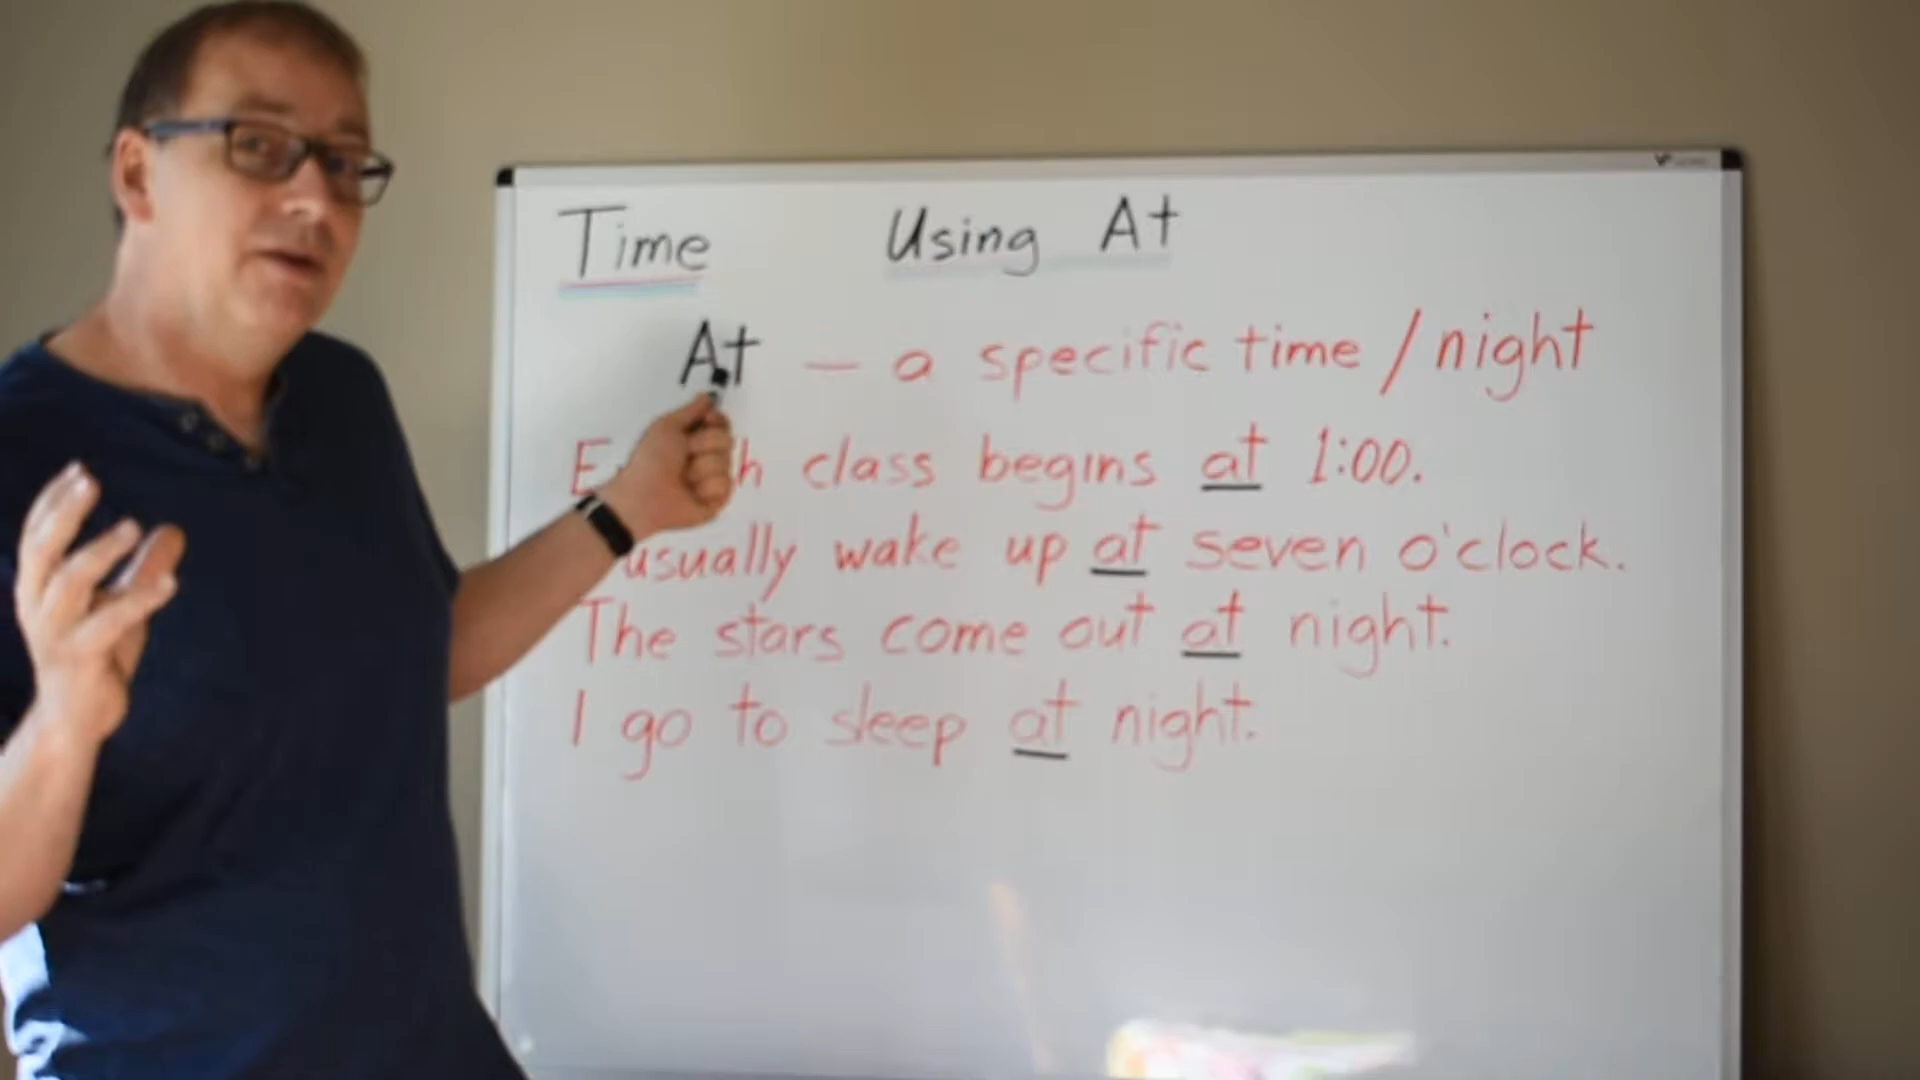 Time Using At
At – a specific time / night
class begins at 1:00.
usually wake up at seven o'clock.
The stars come out at night.
I go to sleep at night.